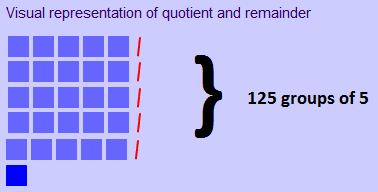 Visual representation of quotient and remainder
125 groups of 5